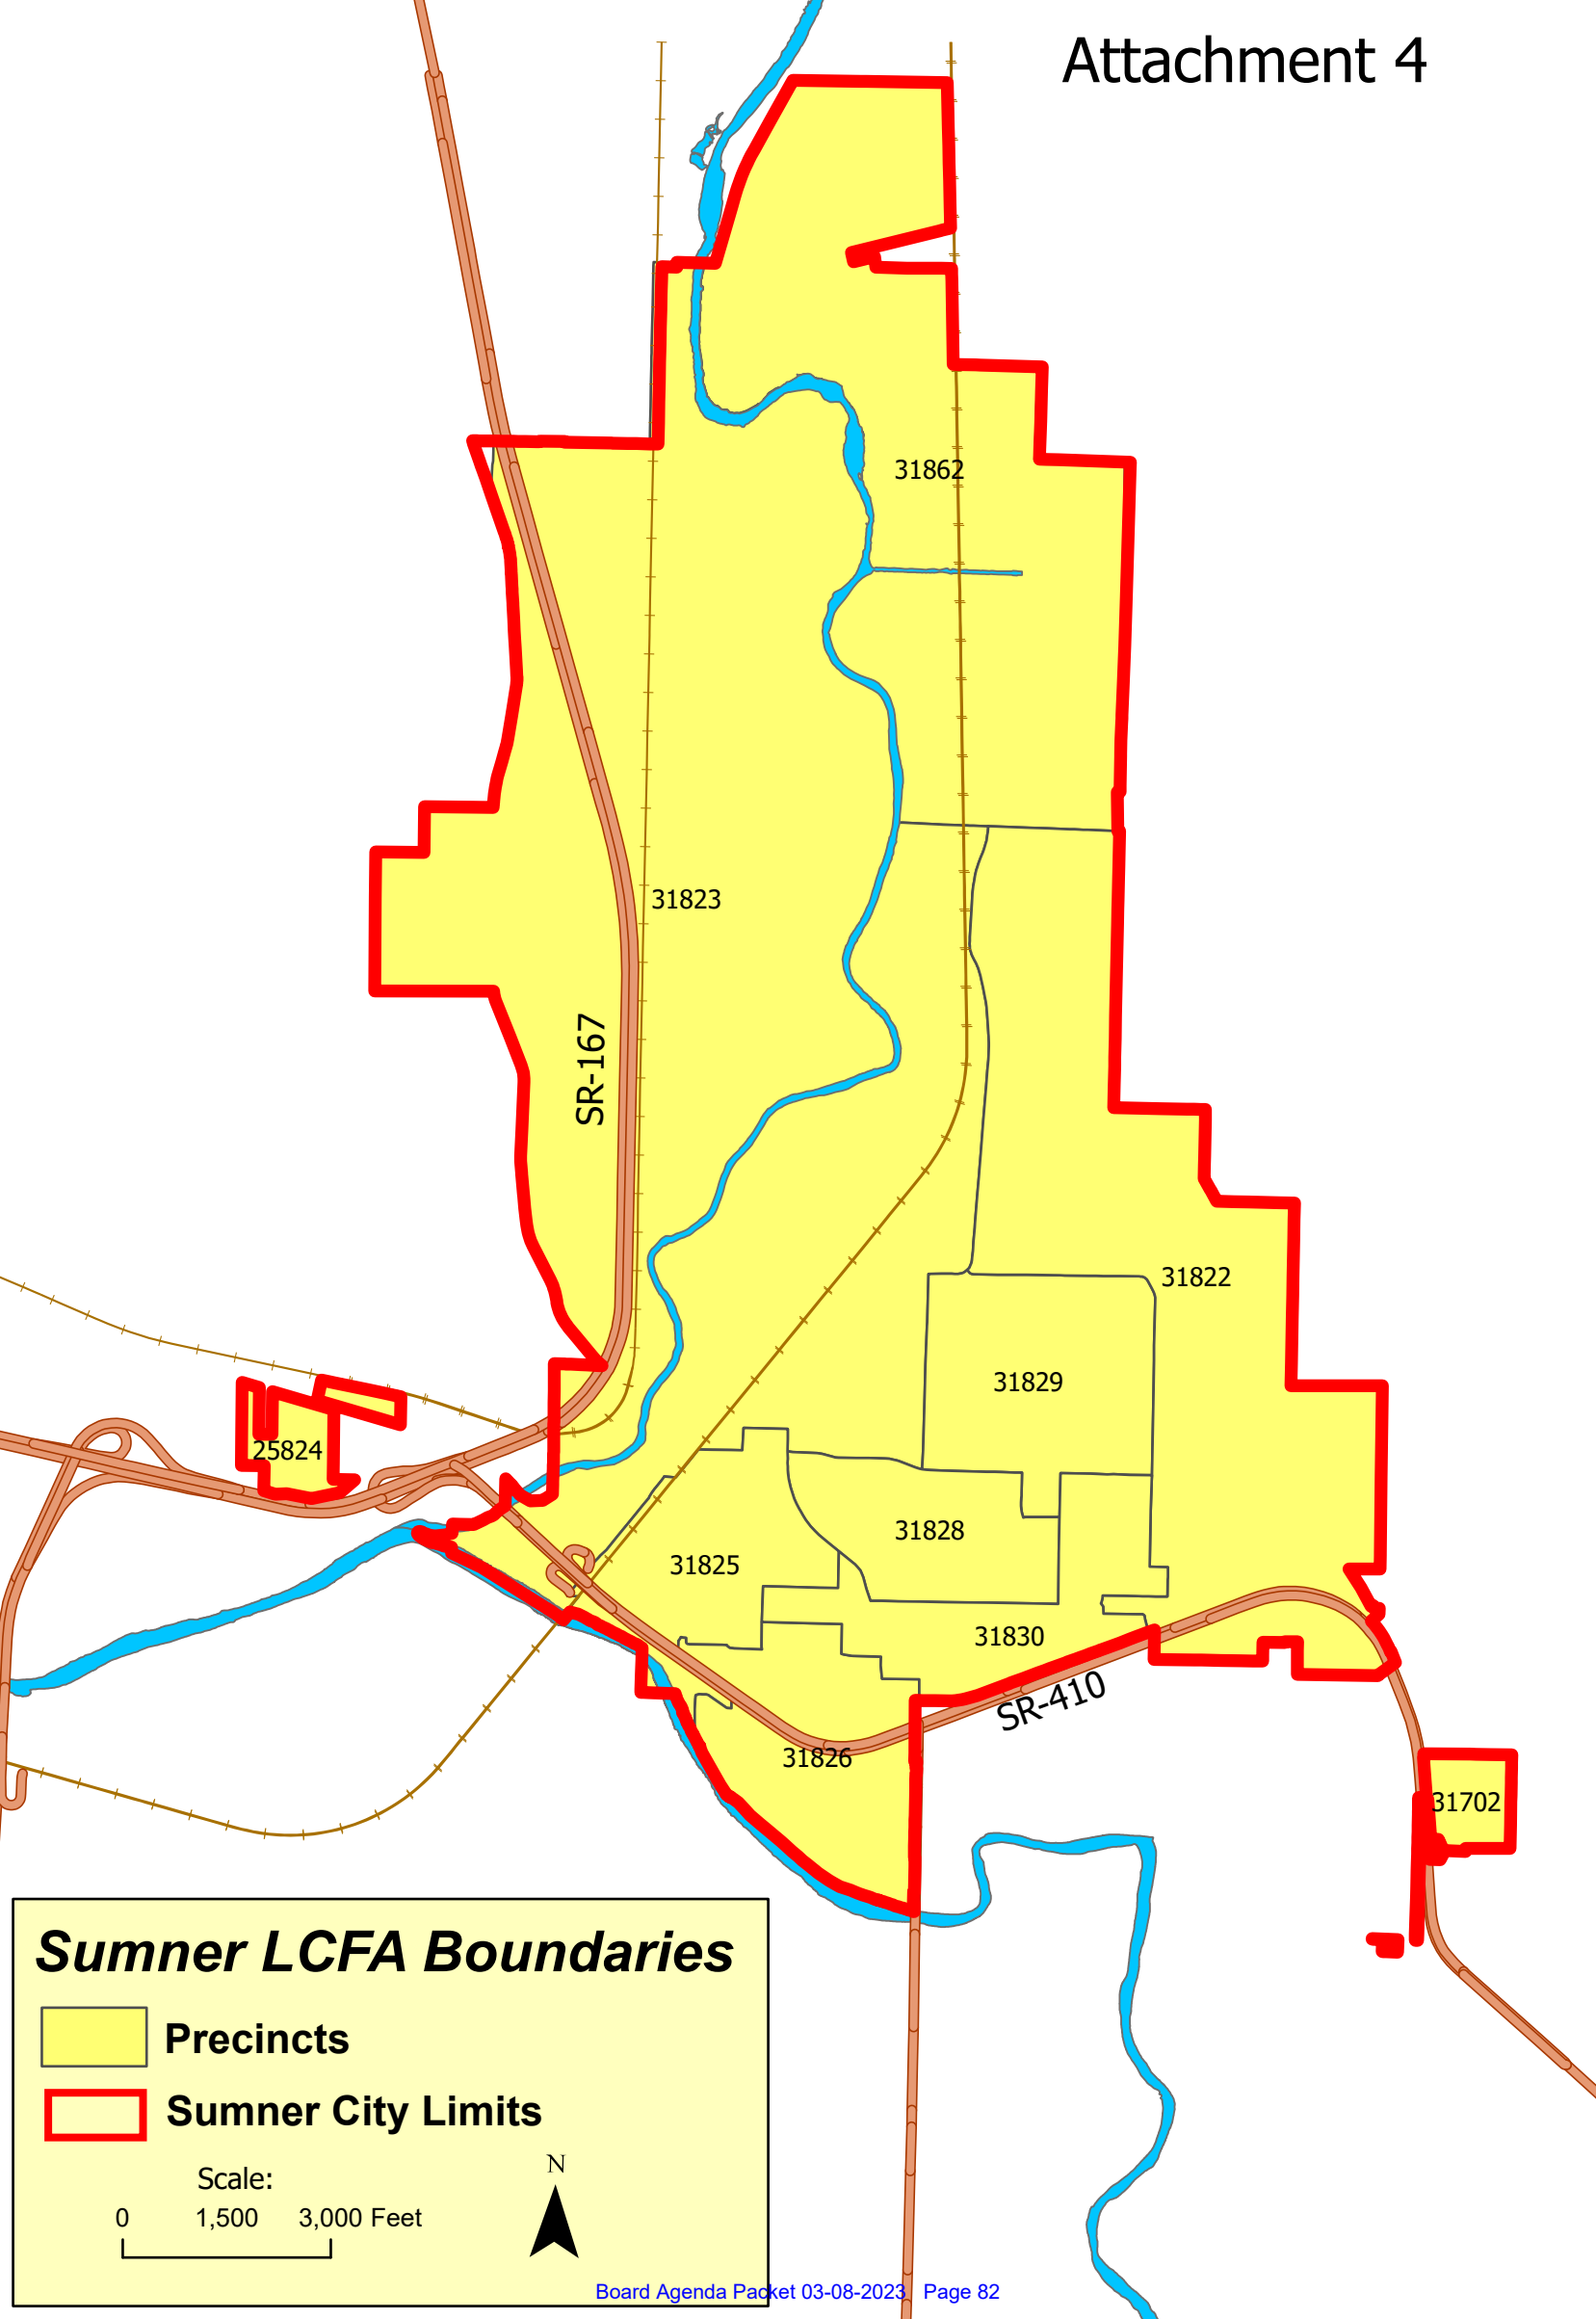 Attachment 4
31862
31823
SR-167
31822
31829
25824
31828
31825
31830
SR-410
31826
31702
Sumner LCFA Boundaries
Precincts
Sumner City Limits
Scale:
N
0 1,500 3,000 Feet
Board Agenda Packet 03-08-2023 Page 82